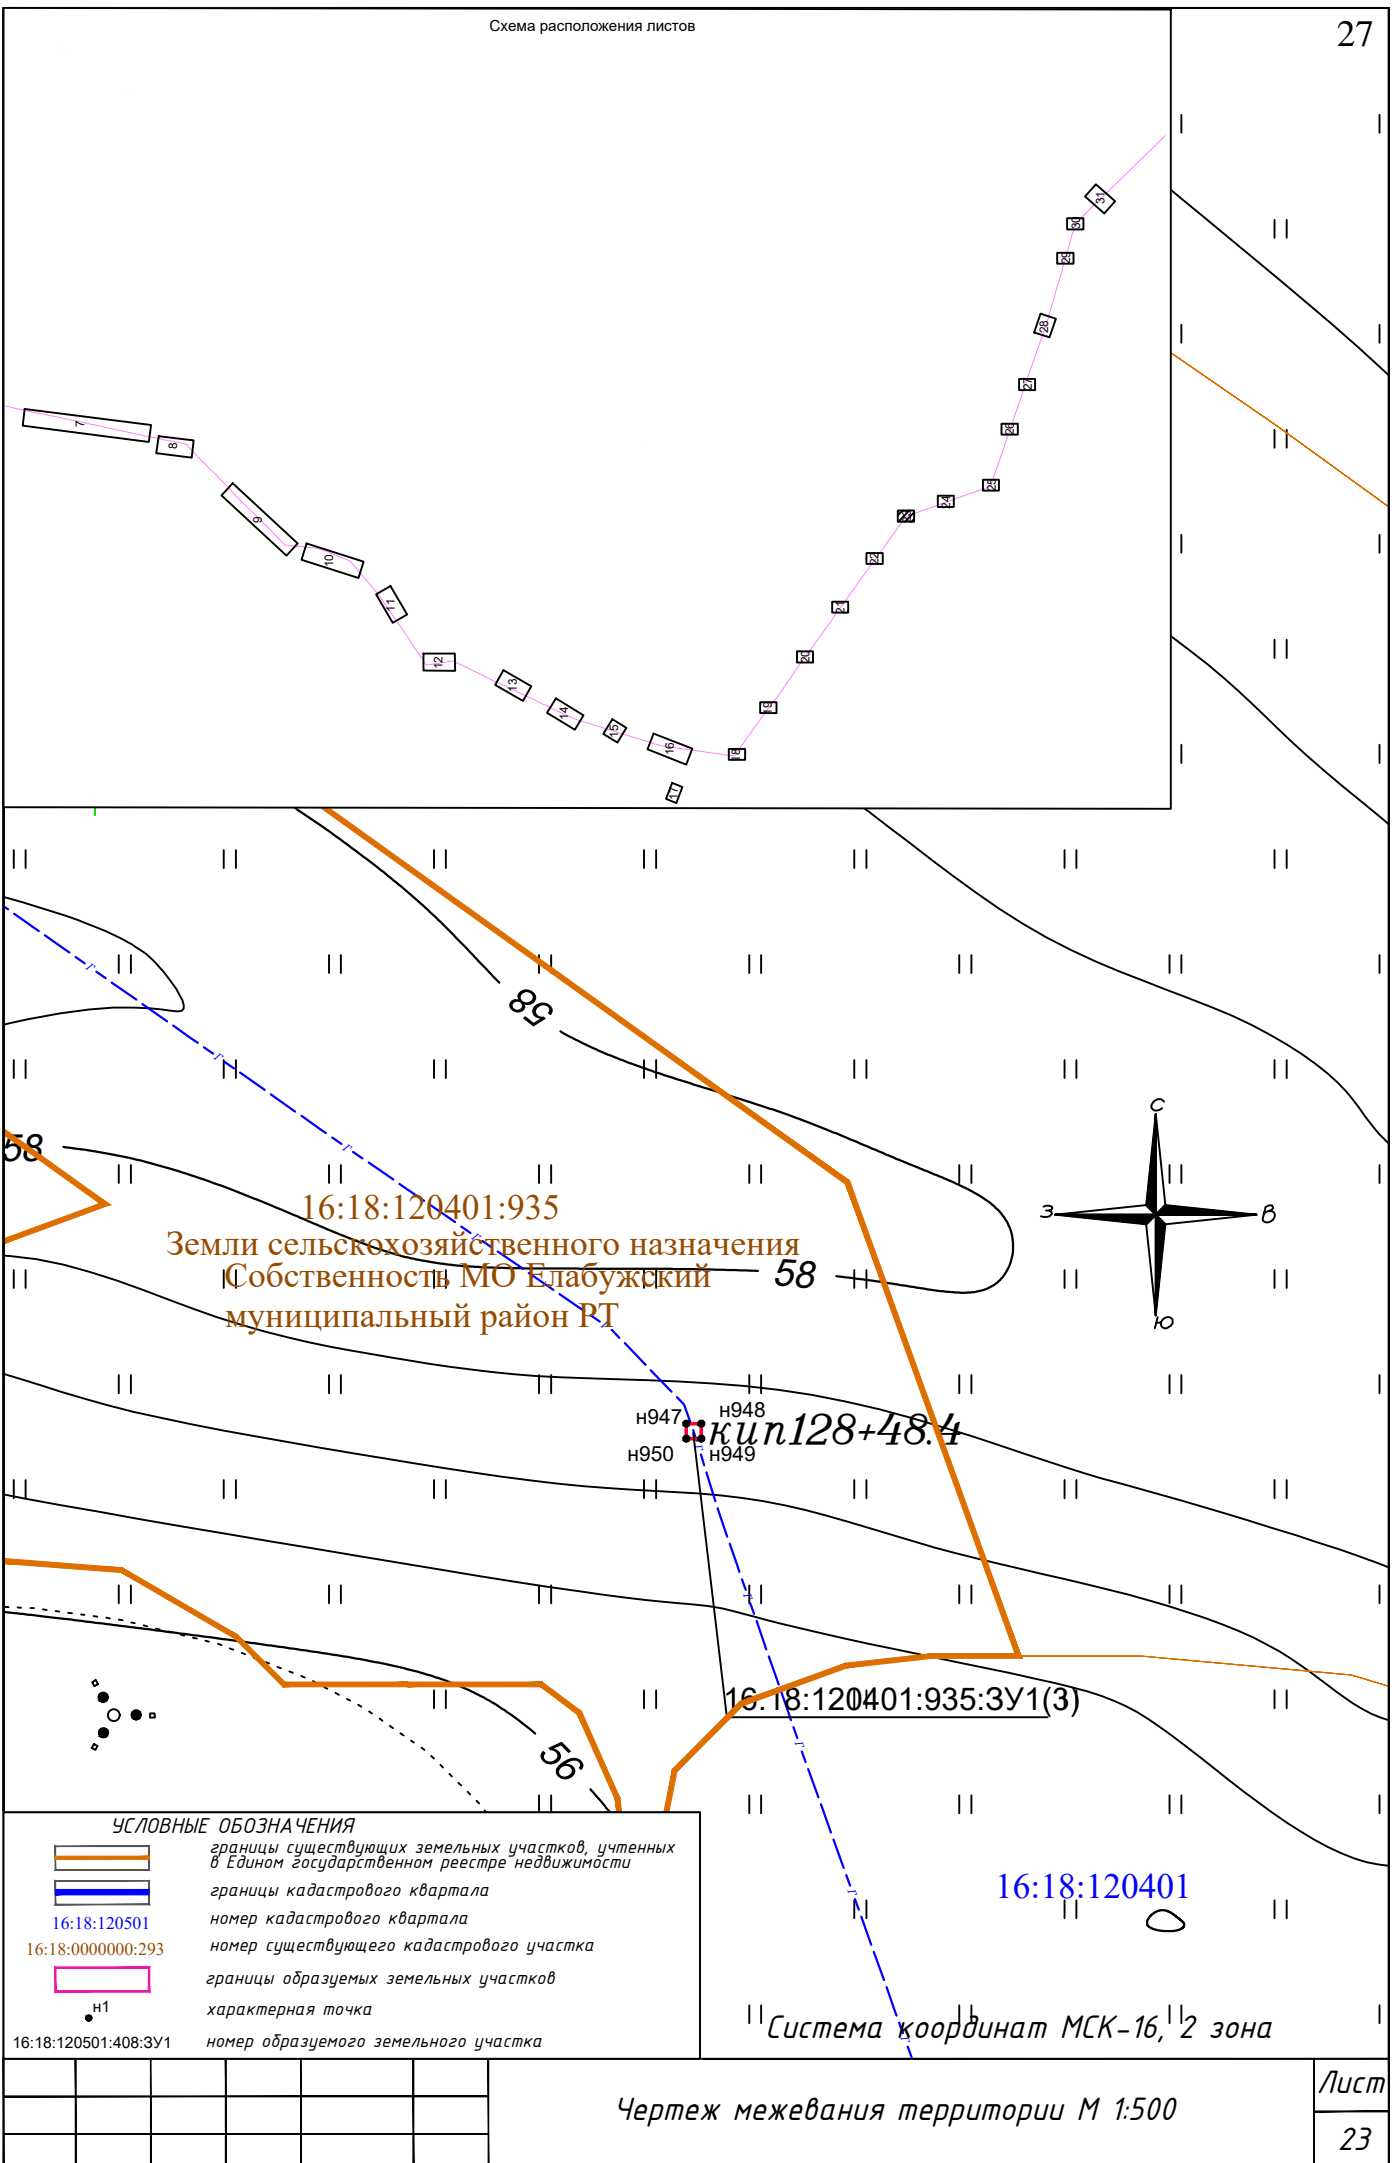 Схема расположения листов
27
31
30
29
28
27
26
25
24
22
21
20
19
18
7
8
9
10
11
12
13
14
15
16
17
58
58
С
З
В
Ю
16:18:120401:935
Земли сельскохозяйственного назначения
Собственность МО Елабужский
муниципальный район РТ
58
н947
н948
кип128+48.4
н950
н949
16:18:120401:935:ЗУ1(3)
56
УСЛОВНЫЕ ОБОЗНАЧЕНИЯ
границы существующих земельных участков, учтенных
в Едином государственном реестре недвижимости
границы кадастрового квартала
16:18:120501
номер кадастрового квартала
16:18:0000000:293
номер существующего кадастрового участка
границы образуемых земельных участков
н1
характерная точка
16:18:120501:408:ЗУ1
номер образуемого земельного участка
16:18:120401
Система координат МСК-16, 2 зона
Чертеж межевания территории М 1:500
Лист
23